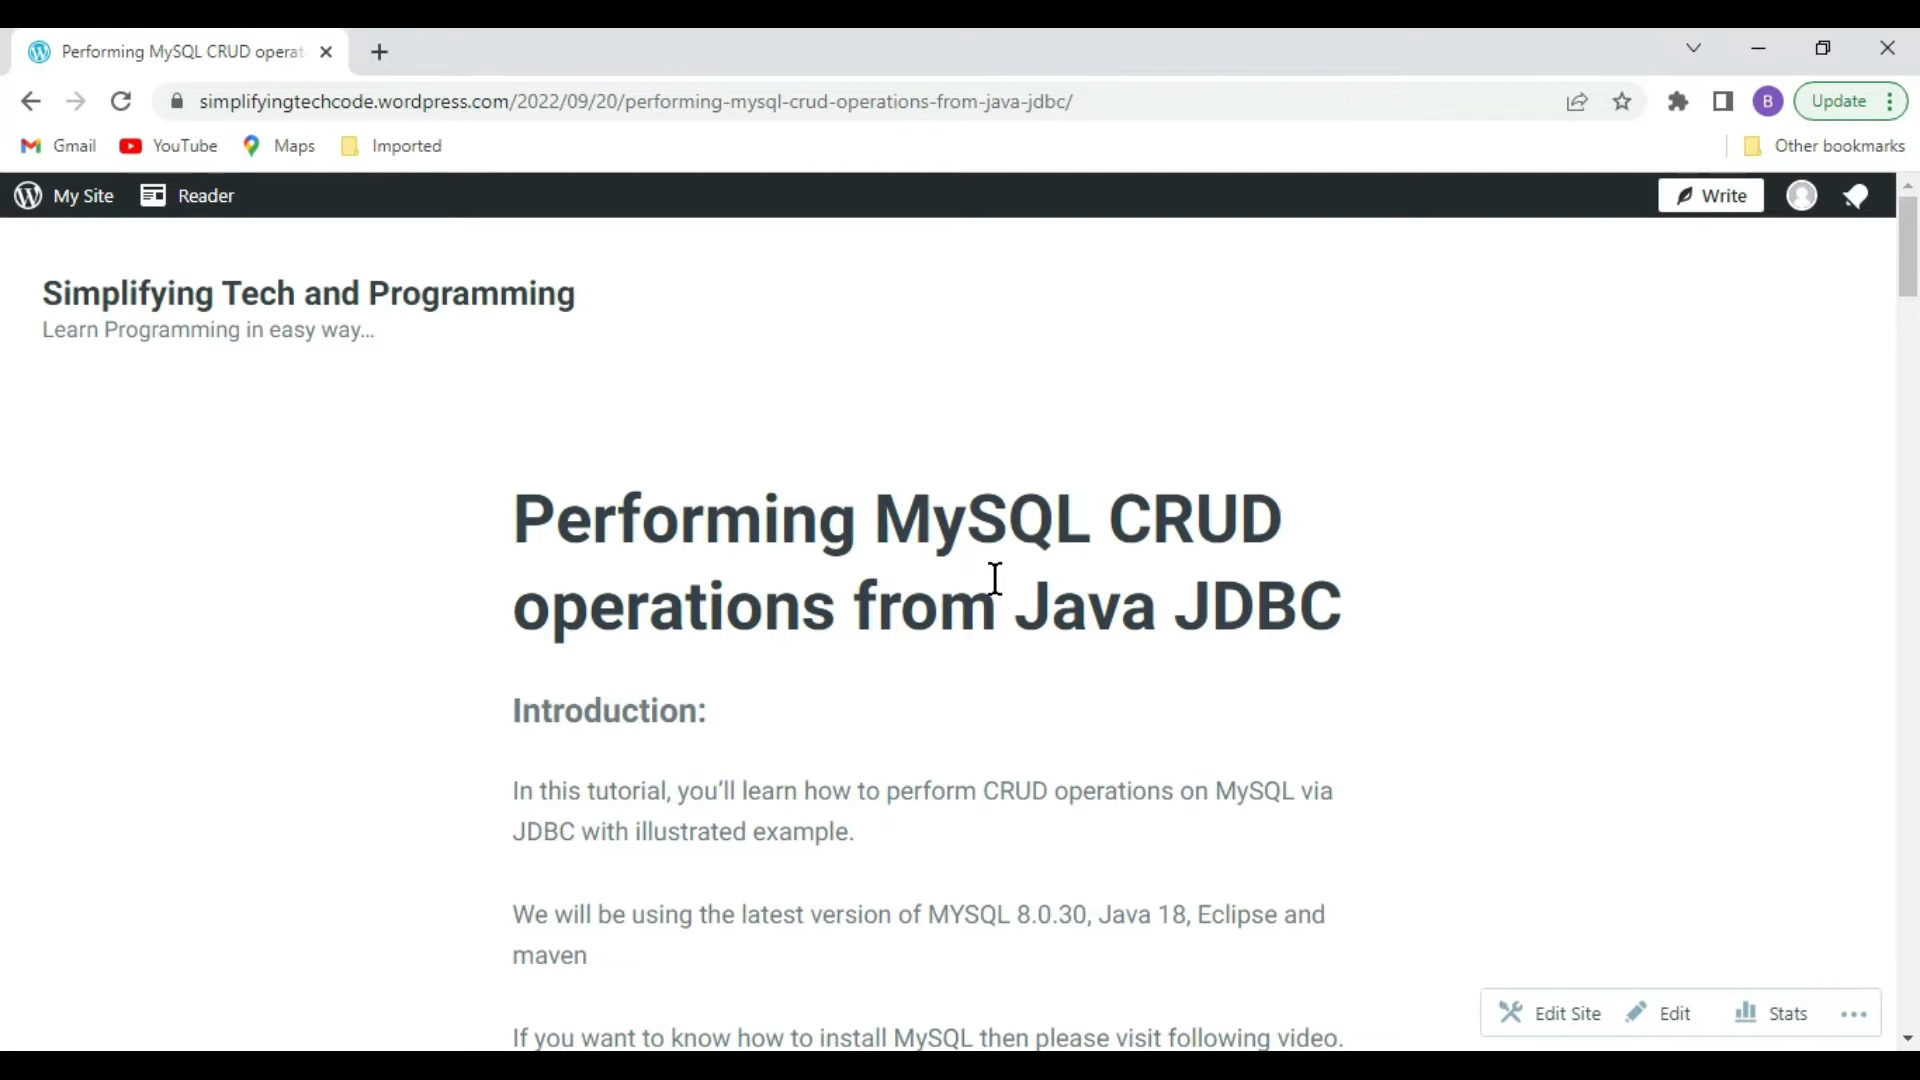 Performing MySQL CRUD operat
simplifyingtechcode.wordpress.com/2022/09/20/performing-mysql-crud-operations-from-java-jdbc/
B
Update
Gmail
YouTube
Maps
Imported
Other bookmarks
My Site
Reader
Write
Simplifying Tech and Programming
Learn Programming in easy way...
Performing MySQL CRUD
operations from Java JDBC
Introduction:
In this tutorial, you’ll learn how to perform CRUD operations on MySQL via
JDBC with illustrated example.
We will be using the latest version of MYSQL 8.0.30, Java 18, Eclipse and
maven
If you want to know how to install MySQL then please visit following video.
Edit Site
Edit
Stats